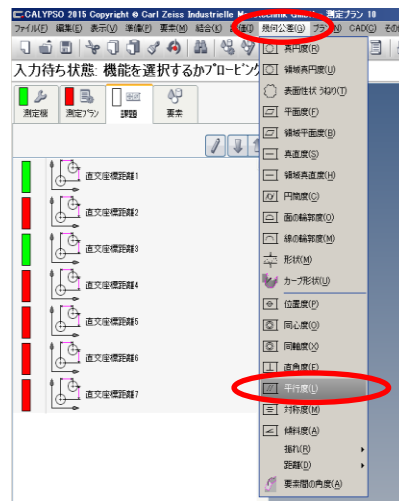 CALYPSO 2015 Copyright © Carl Zeiss Industrielle Messtechnik GmbH 測定プラン 10
ファイル(F) 編集(E) 表示(V) 準備(P) 要素(M) 結合(K) 幾何公差(G) プラン(N) CAD(C)
入力待ち状態: 機能を選択するかプロービング
測定機 測定プラン 課題 要素
直交座標距離1
直交座標距離2
直交座標距離3
直交座標距離4
直交座標距離5
直交座標距離6
直交座標距離7
真円度(R)
領域真円度(U)
表面性状 うねり(T)
平面度(F)
領域平面度(B)
真直度(S)
領域真直度(H)
円筒度(C)
面の輪郭度(O)
線の輪郭度(M)
形状(M)
カーブ形状(U)
位置度(P)
同心度(O)
同軸度(X)
直角度(E)
平行度(L)
対称度(M)
傾斜度(A)
振れ(R)
距離(D)
要素間の角度(A)